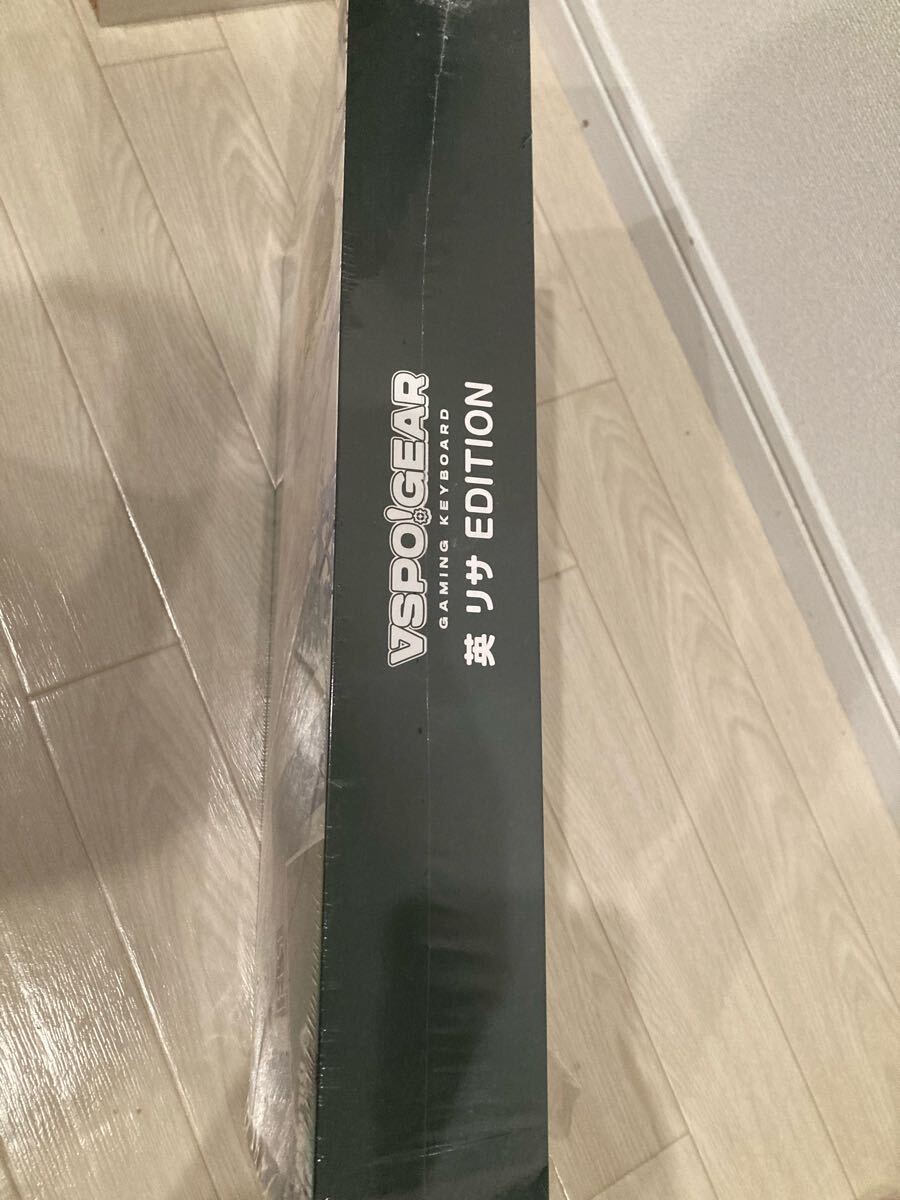 VSPO!GEAR
GAMING KEYBOARD
英 リサ EDITION